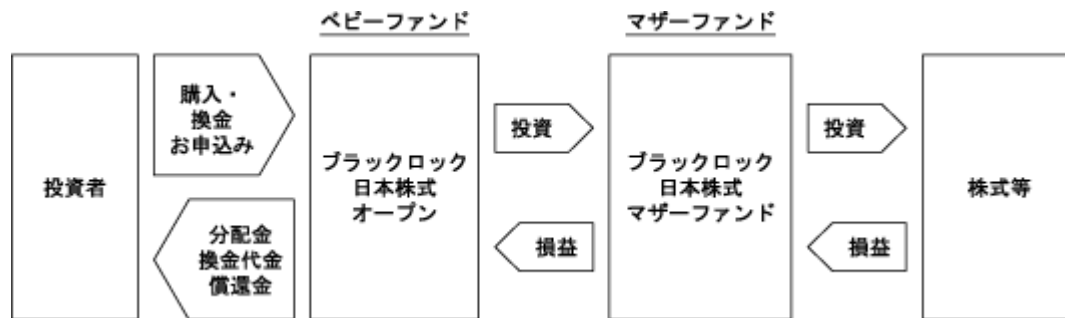 ベビーファンド
マザーファンド
投資者
購入・
換金
お申込み
分配金
換金代金
償還金
ブラックロック
日本株式
オープン
投資
損益
ブラックロック
日本株式
マザーファンド
投資
損益
株式等